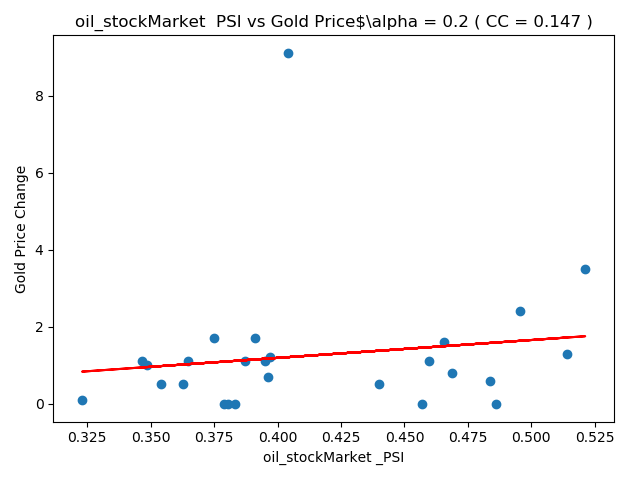 oil_stockMarket  PSI vs Gold Price$\alpha = 0.2 ( CC = 0.147 )
8
6
4
2
0
Gold Price Change
0.325 0.350 0.375 0.400 0.425 0.450 0.475 0.500 0.525
oil_stockMarket _PSI